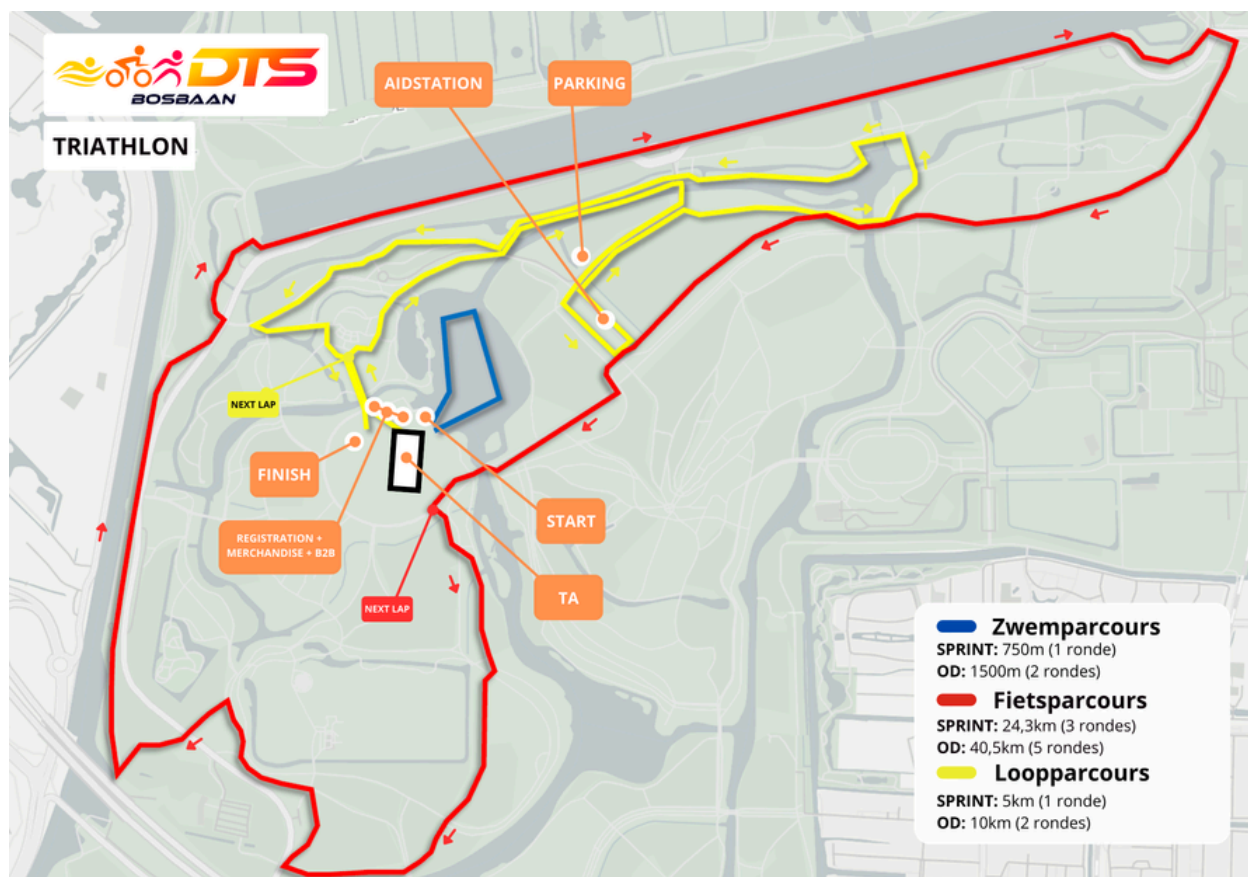 DTS
BOSBAAN
TRIATHLON
AIDSTATION
PARKING
NEXT LAP
FINISH
REGISTRATION +
MERCHANDISE + B2B
START
TA
NEXT LAP
Zwemparcours
SPRINT: 750m (1 ronde)
OD: 1500m (2 rondes)
Fietsparcours
SPRINT: 24,3km (3 rondes)
OD: 40,5km (5 rondes)
Loopparcours
SPRINT: 5km (1 ronde)
OD: 10km (2 rondes)